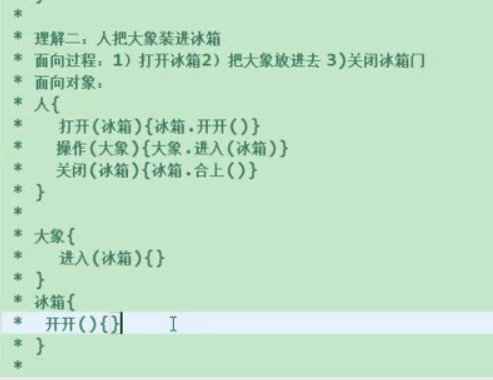 *
* 理解二：人把大象装进冰箱
* 面向过程：1）打开冰箱2）把大象放进去 3)关闭冰箱门
* 面向对象：
* 人{
* 打开(冰箱){冰箱.开开()}
* 操作(大象){大象.进入(冰箱)}
* 关闭(冰箱){冰箱.合上()}
* }
*
* 大象{
* 进入(冰箱){}
* }
* 冰箱{
* 开开(){}
* }
*